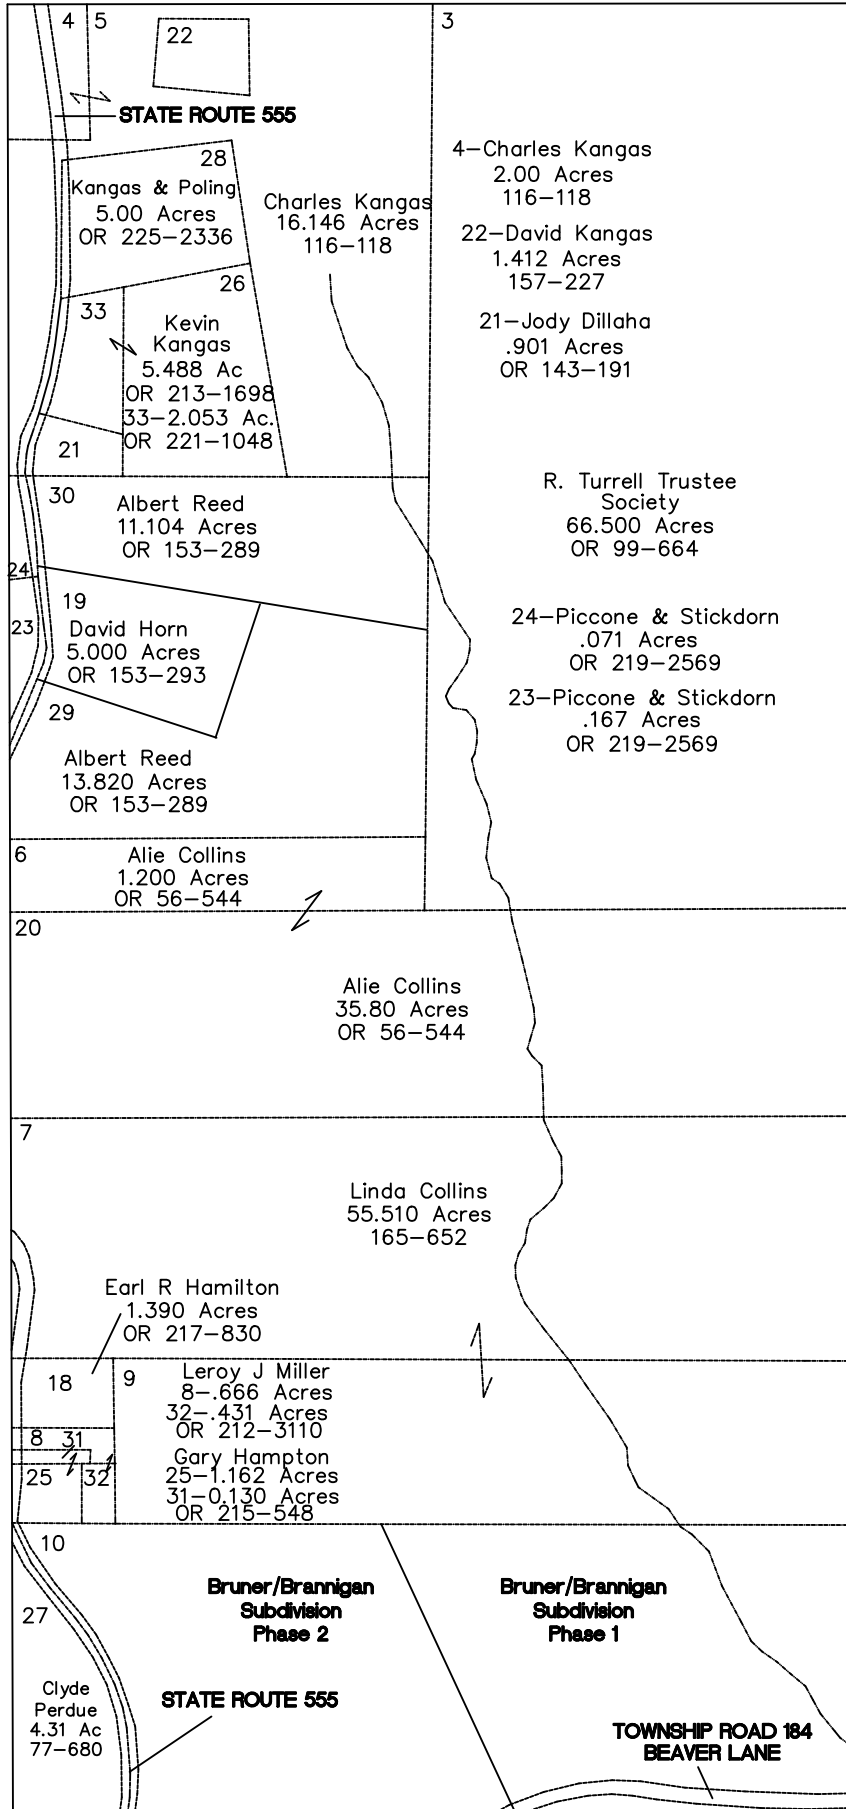 4
5
22
3
STATE ROUTE 555
28
Kangas & Poling
5.00 Acres
OR 225-2336
Charles Kangas
16.146 Acres
116-118
4-Charles Kangas
2.00 Acres
116-118
22-David Kangas
1.412 Acres
157-227
21-Jody Dillaha
.901 Acres
OR 143-191
26
33
Kevin
Kangas
5.488 Ac
OR 213-1698
33-2.053 Ac.
OR 221-1048
21
30
Albert Reed
11.104 Acres
OR 153-289
R. Turrell Trustee
Society
66.500 Acres
OR 99-664
24
19
23
David Horn
5.000 Acres
OR 153-293
24-Piccone & Stickdorn
.071 Acres
OR 219-2569
23-Piccone & Stickdorn
.167 Acres
OR 219-2569
29
Albert Reed
13.820 Acres
OR 153-289
6
Alie Collins
1.200 Acres
OR 56-544
20
Alie Collins
35.80 Acres
OR 56-544
7
Linda Collins
55.510 Acres
165-652
Earl R Hamilton
1.390 Acres
OR 217-830
18
9
Leroy J Miller
8-.666 Acres
32-.431 Acres
OR 212-3110
8
31
Gary Hampton
25-1.162 Acres
31-0.130 Acres
OR 215-548
25
32
10
27
Bruner/Brannigan
Subdivision
Phase 2
Bruner/Brannigan
Subdivision
Phase 1
Clyde
Perdue
4.31 Ac
77-680
STATE ROUTE 555
TOWNSHIP ROAD 184
BEAVER LANE